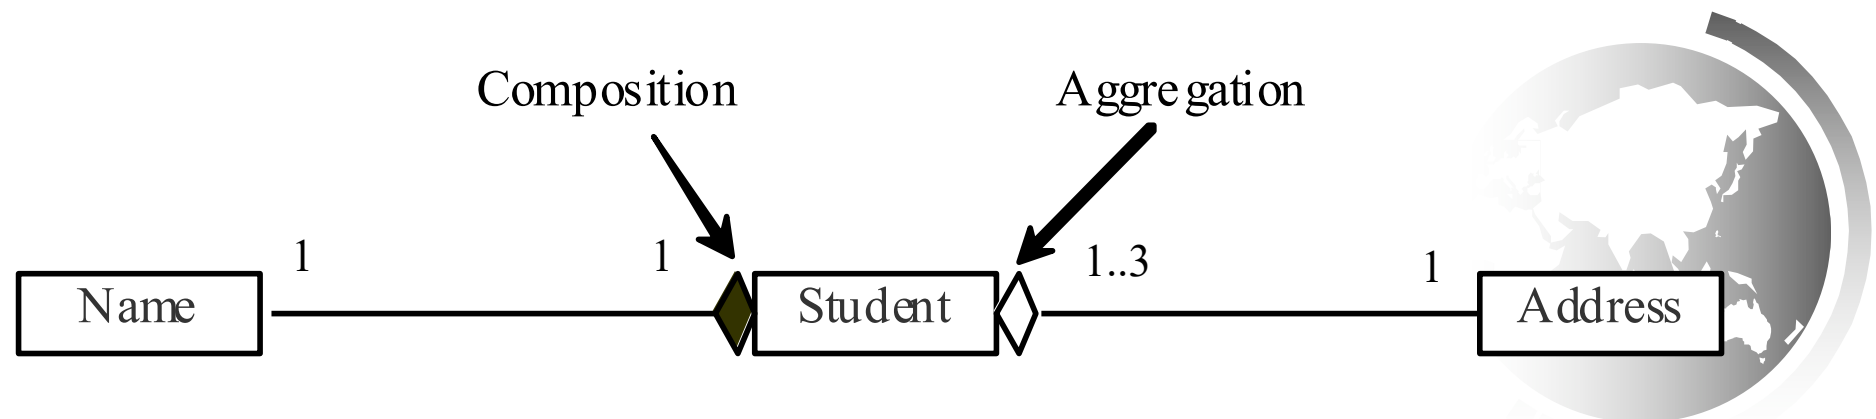 Composition Aggregation
1 1 1..3 1
Name Student Address